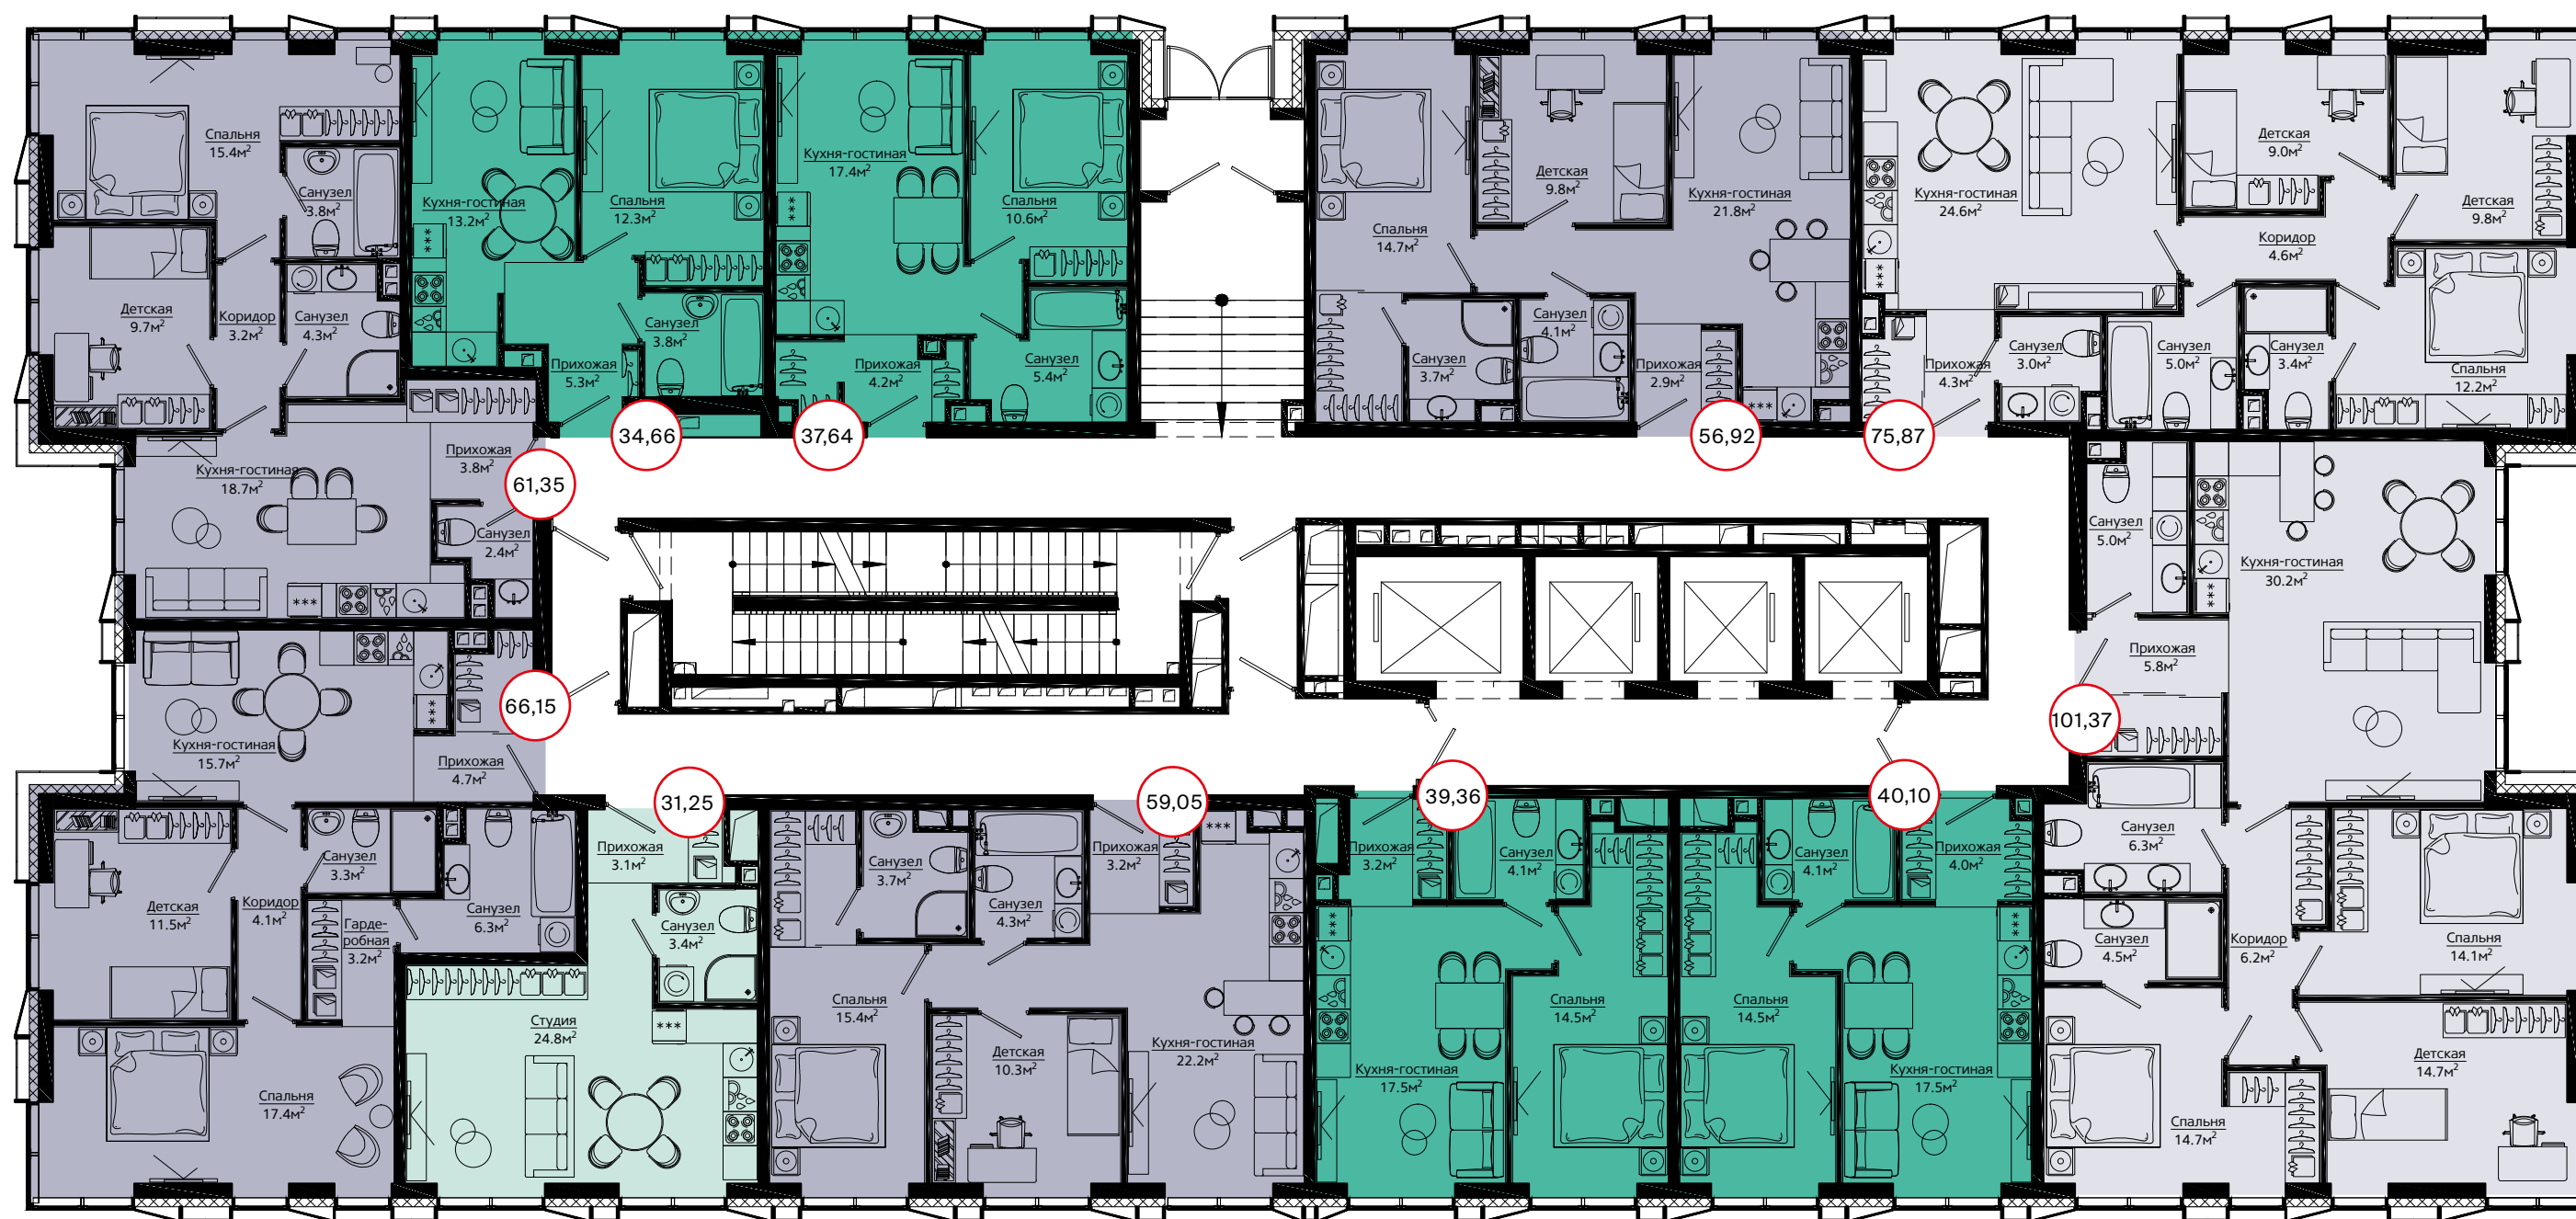 Спальня
15.4м²
Санузел
3.8м²
Детская
9.7м²
Коридор
3.2м²
Санузел
4.3м²
Кухня-гостиная
18.7м²
Прихожая
3.8м²
Санузел
2.4м²
61,35
Кухня-гостиная
13.2м²
Спальня
12.3м²
Санузел
3.8м²
Прихожая
5.3м²
34,66
Кухня-гостиная
17.4м²
Спальня
10.6м²
Прихожая
4.2м²
Санузел
5.4м²
37,64
Спальня
14.7м²
Детская
9.8м²
Кухня-гостиная
21.8м²
Санузел
3.7м²
Санузел
4.1м²
Прихожая
2.9м²
56,92
Кухня-гостиная
24.6м²
Детская
9.0м²
Детская
9.8м²
Коридор
4.6м²
Прихожая
4.3м²
Санузел
3.0м²
Санузел
5.0м²
Санузел
3.4м²
Спальня
12.2м²
75,87
Санузел
5.0м²
Кухня-гостиная
30.2м²
Прихожая
5.8м²
101,37
Санузел
6.3м²
Санузел
4.5м²
Коридор
6.2м²
Спальня
14.1м²
Спальня
14.7м²
Детская
14.7м²
Кухня-гостиная
15.7м²
Прихожая
4.7м²
66,15
Детская
11.5м²
Коридор
4.1м²
Санузел
3.3м²
Гарде-
робная
3.2м²
Санузел
6.3м²
Спальня
17.4м²
31,25
Прихожая
3.1м²
Санузел
3.4м²
Студия
24.8м²
59,05
Санузел
3.7м²
Санузел
4.3м²
Прихожая
3.2м²
Спальня
15.4м²
Детская
10.3м²
Кухня-гостиная
22.2м²
39,36
Прихожая
3.2м²
Санузел
4.1м²
Спальня
14.5м²
Кухня-гостиная
17.5м²
40,10
Санузел
4.1м²
Прихожая
4.0м²
Спальня
14.5м²
Кухня-гостиная
17.5м²